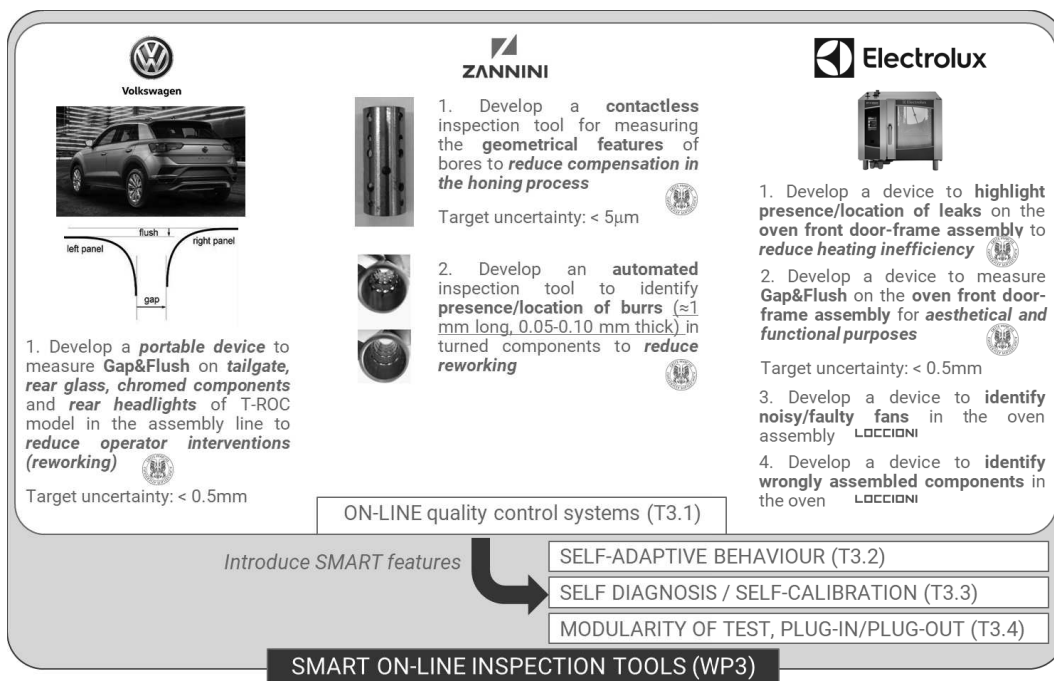 Volkswagen
flush
left panel
right panel
gap
1. Develop a portable device to
measure Gap&Flush on tailgate,
rear glass, chromed components
and rear headlights of T-ROC
model in the assembly line to
reduce operator interventions
(reworking)
Target uncertainty: < 0.5mm
ZANNINI
1. Develop a contactless
inspection tool for measuring
the geometrical features of
bores to reduce compensation in
the honing process
Target uncertainty: < 5μm
2. Develop an automated
inspection tool to identify
presence/location of burrs (≈1
mm long, 0.05-0.10 mm thick) in
turned components to reduce
reworking
Electrolux
1. Develop a device to highlight
presence/location of leaks on the
oven front door-frame assembly to
reduce heating inefficiency
2. Develop a device to measure
Gap&Flush on the oven front door-
frame assembly for aesthetical and
functional purposes
Target uncertainty: < 0.5mm
3. Develop a device to identify
noisy/faulty fans in the oven
assembly LOCCIONI
4. Develop a device to identify
wrongly assembled components in
the oven LOCCIONI
ON-LINE quality control systems (T3.1)
Introduce SMART features
SELF-ADAPTIVE BEHAVIOUR (T3.2)
SELF DIAGNOSIS / SELF-CALIBRATION (T3.3)
MODULARITY OF TEST, PLUG-IN/PLUG-OUT (T3.4)
SMART ON-LINE INSPECTION TOOLS (WP3)